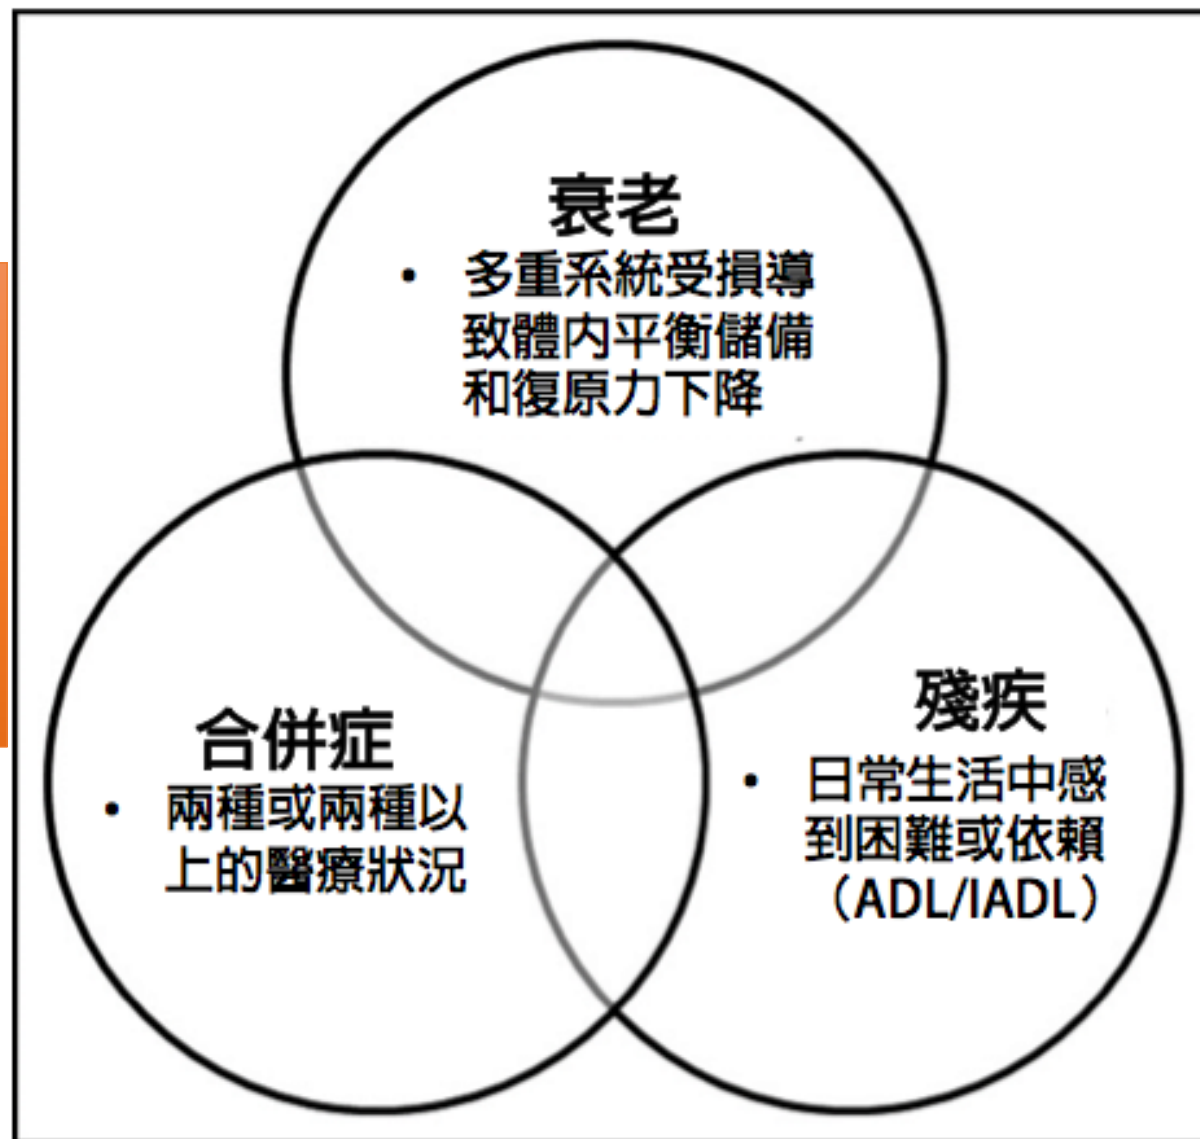 衰老
• 多重系統受損導
致體内平衡儲備
和復原力下降
合併症
• 兩種或兩種以
上的醫療狀況
殘疾
• 日常生活中感
到困難或依賴
（ADL/IADL）